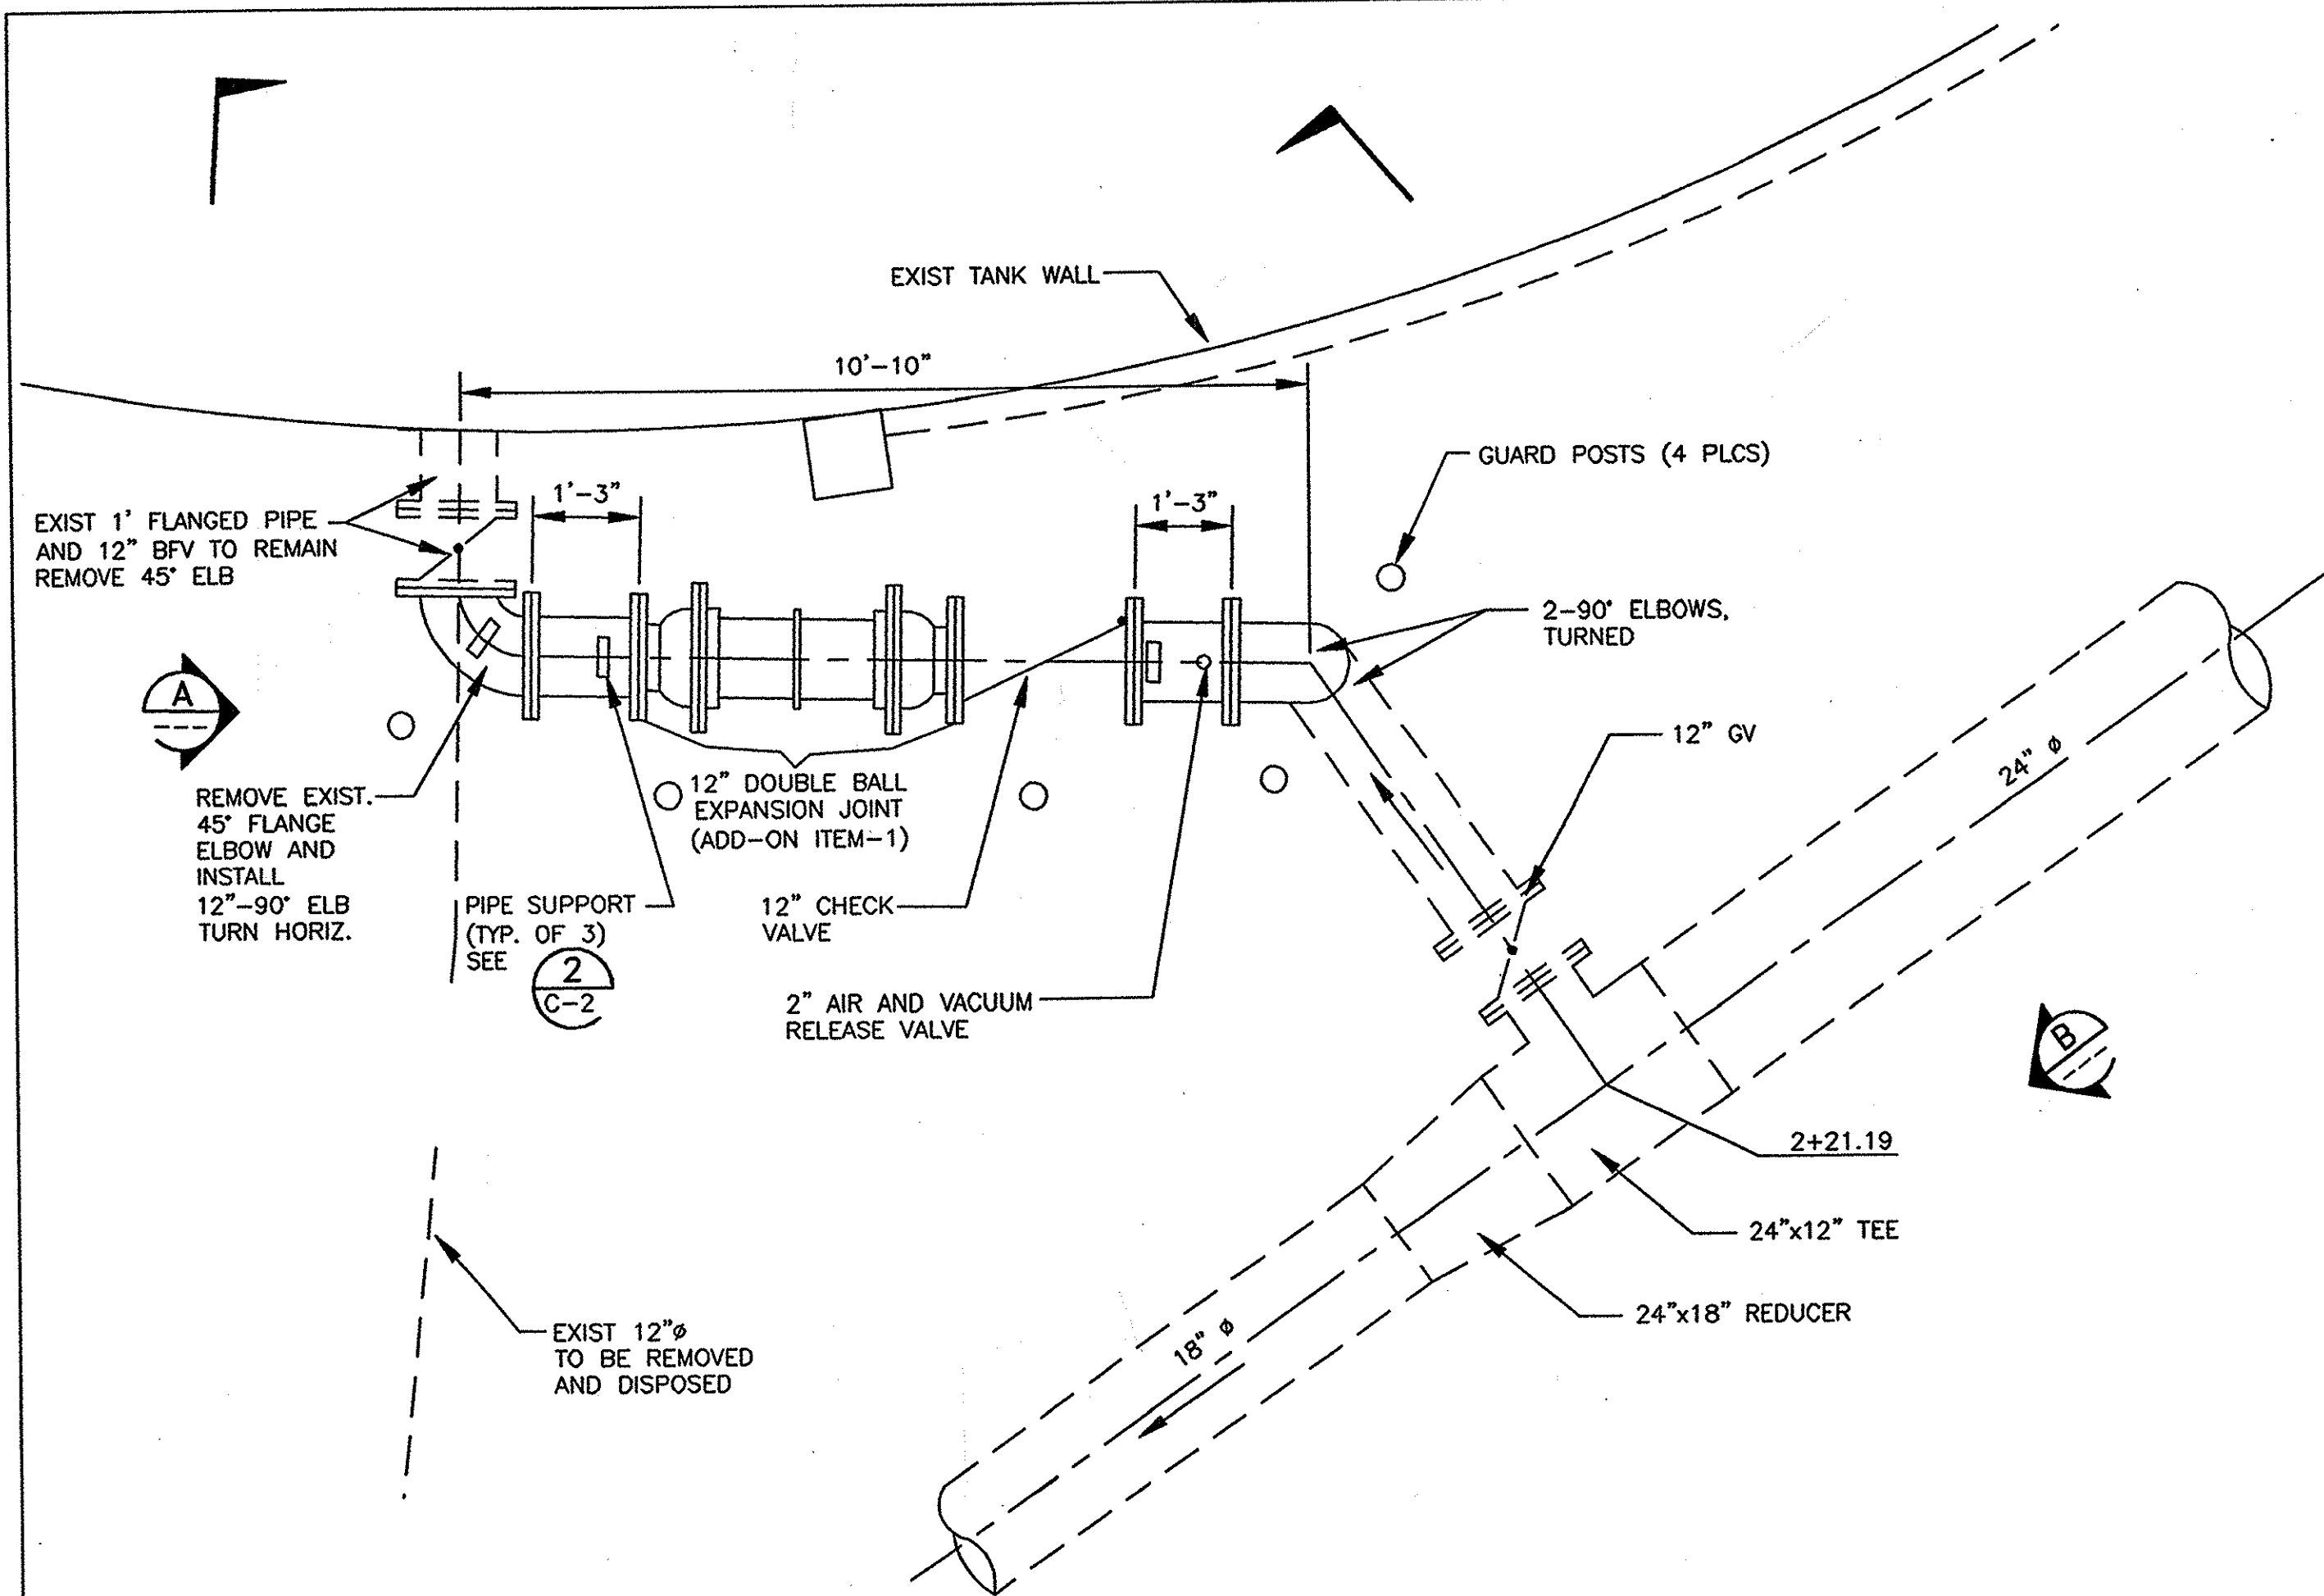 EXIST TANK WALL
10'-10"
GUARD POSTS (4 PLCS)
1'-3"
1'-3"
EXIST 1' FLANGED PIPE
AND 12" BFV TO REMAIN
REMOVE 45° ELB
2-90° ELBOWS,
TURNED
A
12" GV
24" ø
REMOVE EXIST.
45° FLANGE
ELBOW AND
INSTALL
12"-90° ELB
TURN HORIZ.
12" DOUBLE BALL
EXPANSION JOINT
(ADD-ON ITEM-1)
PIPE SUPPORT
(TYP. OF 3)
SEE
2
C-2
12" CHECK
VALVE
2" AIR AND VACUUM
RELEASE VALVE
B
2+21.19
24"x12" TEE
24"x18" REDUCER
18" ø
EXIST 12"ø
TO BE REMOVED
AND DISPOSED